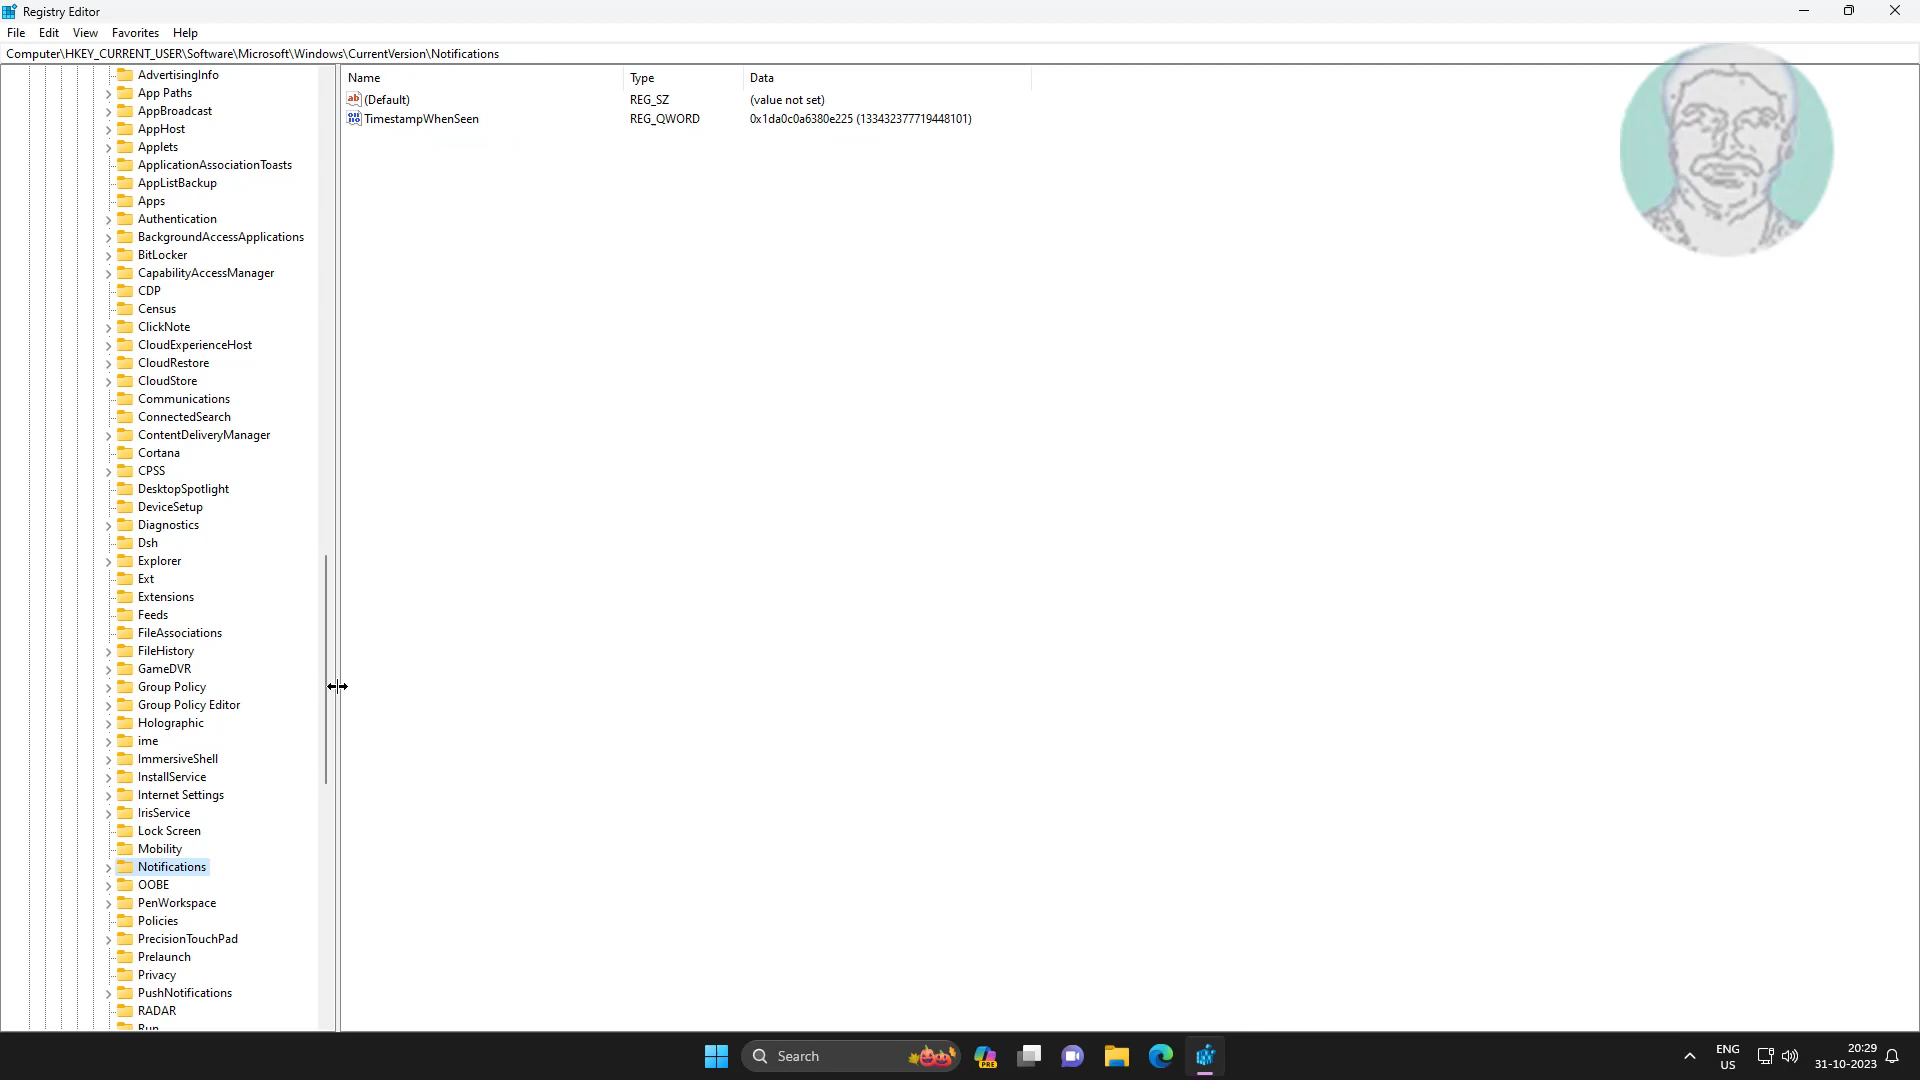 Registry Editor
File Edit View Favorites Help
Computer\HKEY_CURRENT_USER\Software\Microsoft\Windows\CurrentVersion\Notifications
Name Type Data
(Default) REG_SZ (value not set)
TimestampWhenSeen REG_QWORD 0x1da0c0a6380e225 (133432377719448101)
AdvertisingInfo
App Paths
AppBroadcast
AppHost
Applets
ApplicationAssociationToasts
AppListBackup
Apps
Authentication
BackgroundAccessApplications
BitLocker
CapabilityAccessManager
CDP
Census
ClickNote
CloudExperienceHost
CloudRestore
CloudStore
Communications
ConnectedSearch
ContentDeliveryManager
Cortana
CPSS
DesktopSpotlight
DeviceSetup
Diagnostics
Dsh
Explorer
Ext
Extensions
Feeds
FileAssociations
FileHistory
GameDVR
Group Policy
Group Policy Editor
Holographic
ime
ImmersiveShell
InstallService
Internet Settings
IrisService
Lock Screen
Mobility
Notifications
OOBE
PenWorkspace
Policies
PrecisionTouchPad
Prelaunch
Privacy
PushNotifications
RADAR
Run
Search
PRE
ENG
US
20:29
31-10-2023